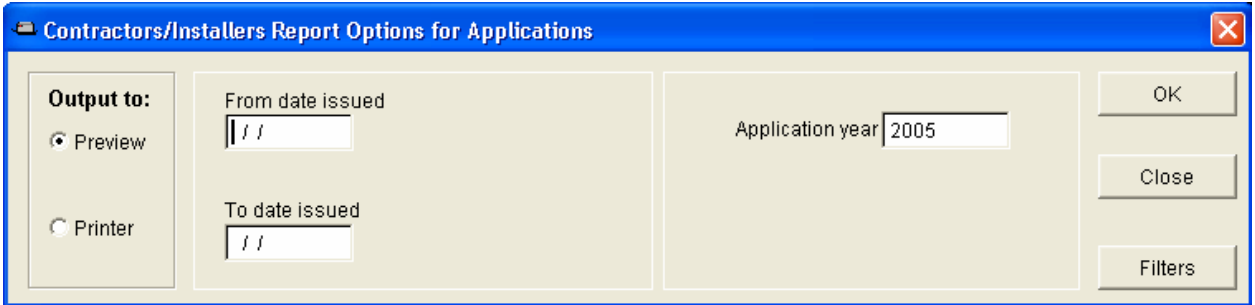 Contractors/Installers Report Options for Applications
Output to:
Preview
Printer
From date issued
/ /
To date issued
/ /
Application year 2005
OK
Close
Filters